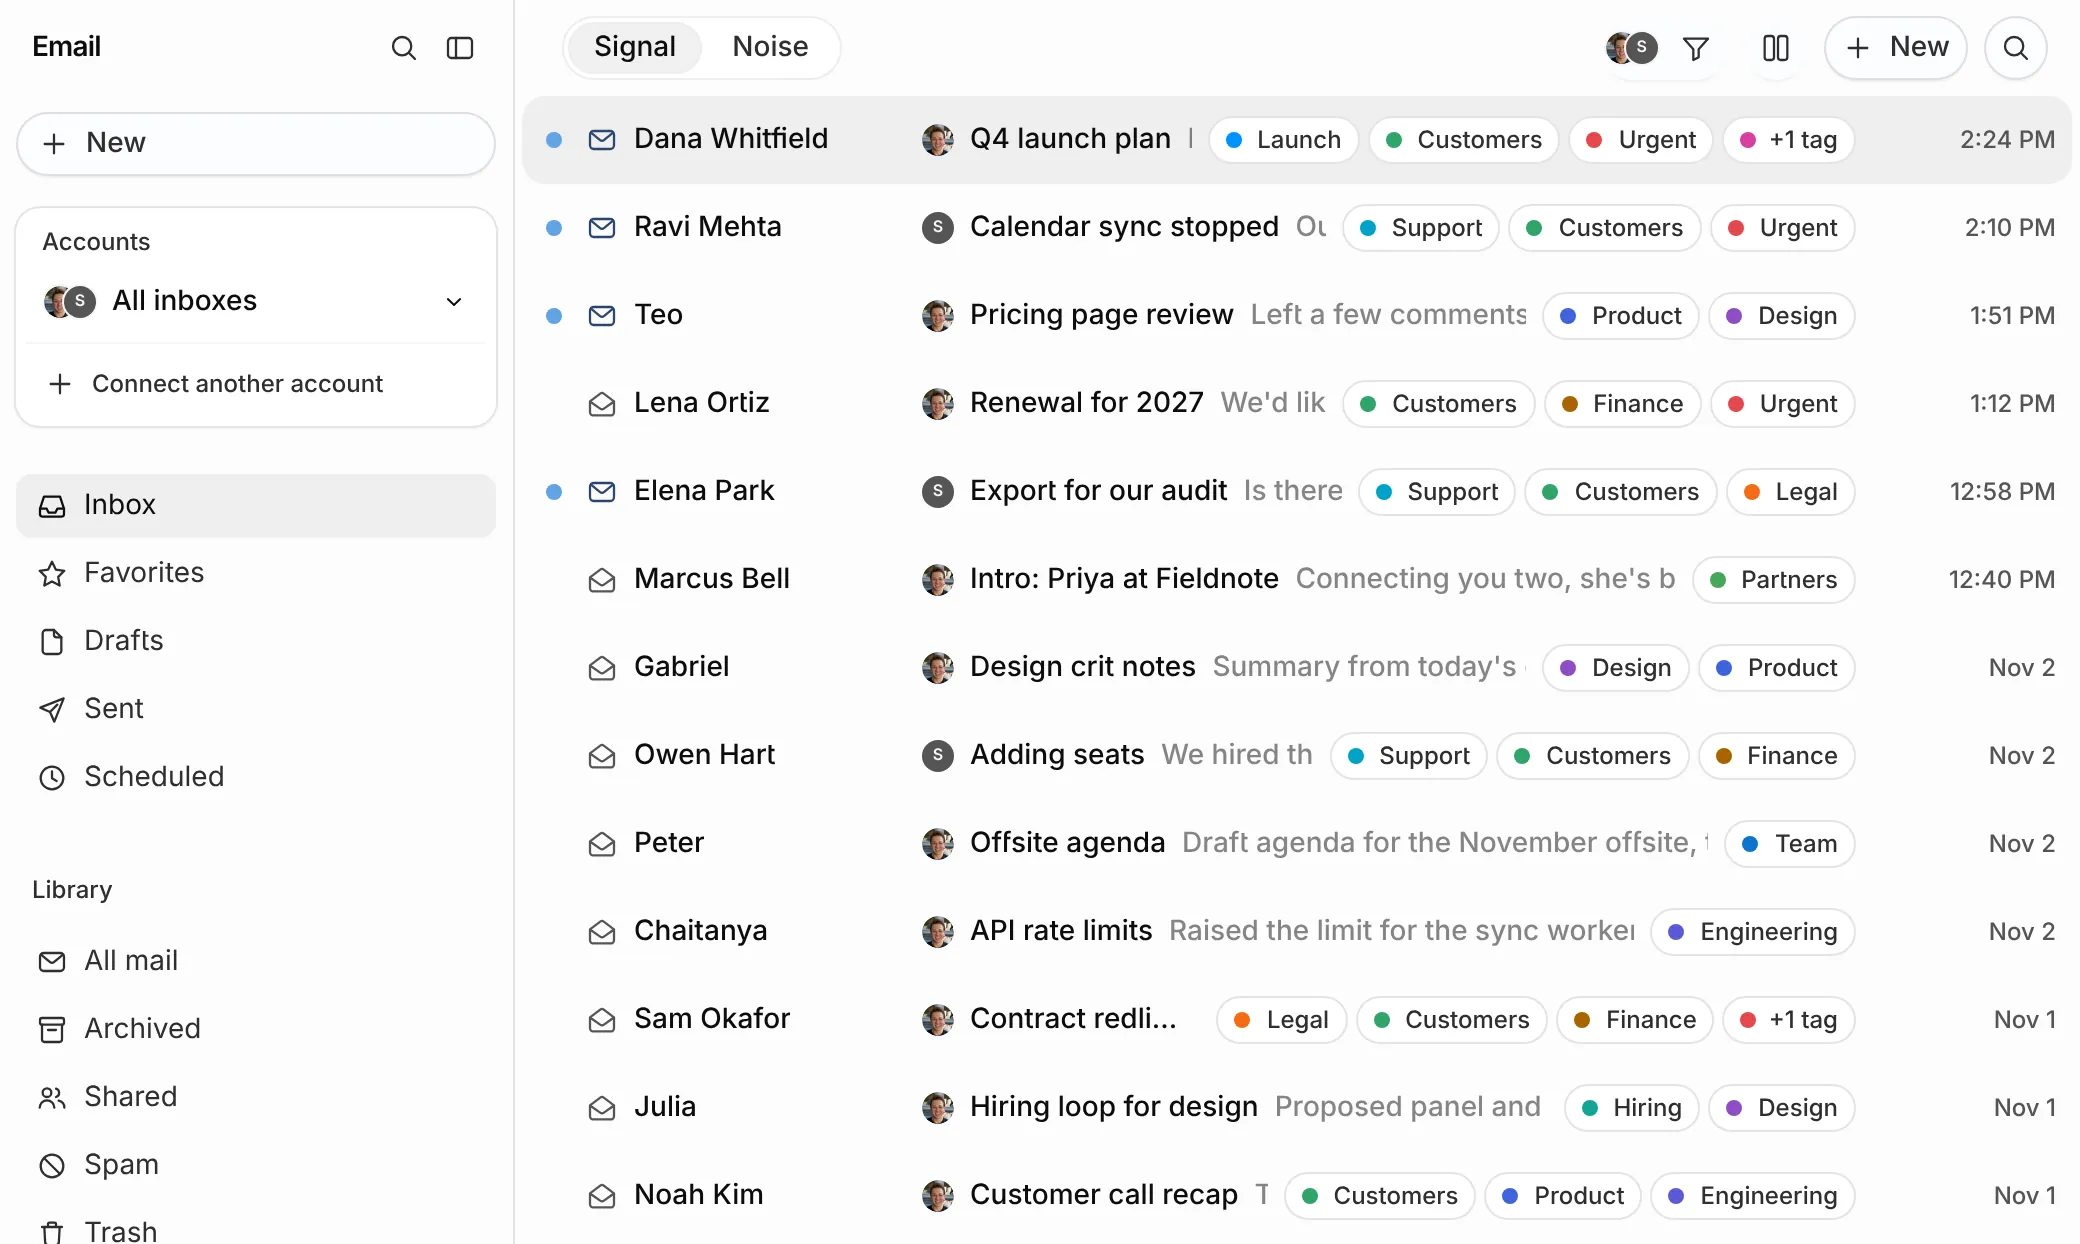 Email
New
Accounts
S All inboxes
Connect another account
Inbox
Favorites
Drafts
Sent
Scheduled
Library
All mail
Archived
Shared
Spam
Trash
Signal Noise S New
Dana Whitfield Q4 launch plan Launch Customers Urgent +1 tag 2:24 PM
Ravi Mehta S Calendar sync stopped Support Customers Urgent 2:10 PM
Teo Pricing page review Left a few comments Product Design 1:51 PM
Lena Ortiz Renewal for 2027 We'd lik Customers Finance Urgent 1:12 PM
Elena Park S Export for our audit Is there Support Customers Legal 12:58 PM
Marcus Bell Intro: Priya at Fieldnote Connecting you two, she's b Partners 12:40 PM
Gabriel Design crit notes Summary from today's Design Product Nov 2
Owen Hart S Adding seats We hired th Support Customers Finance Nov 2
Peter Offsite agenda Draft agenda for the November offsite, Team Nov 2
Chaitanya API rate limits Raised the limit for the sync worker Engineering Nov 2
Sam Okafor Contract redli... Legal Customers Finance +1 tag Nov 1
Julia Hiring loop for design Proposed panel and Hiring Design Nov 1
Noah Kim Customer call recap T Customers Product Engineering Nov 1